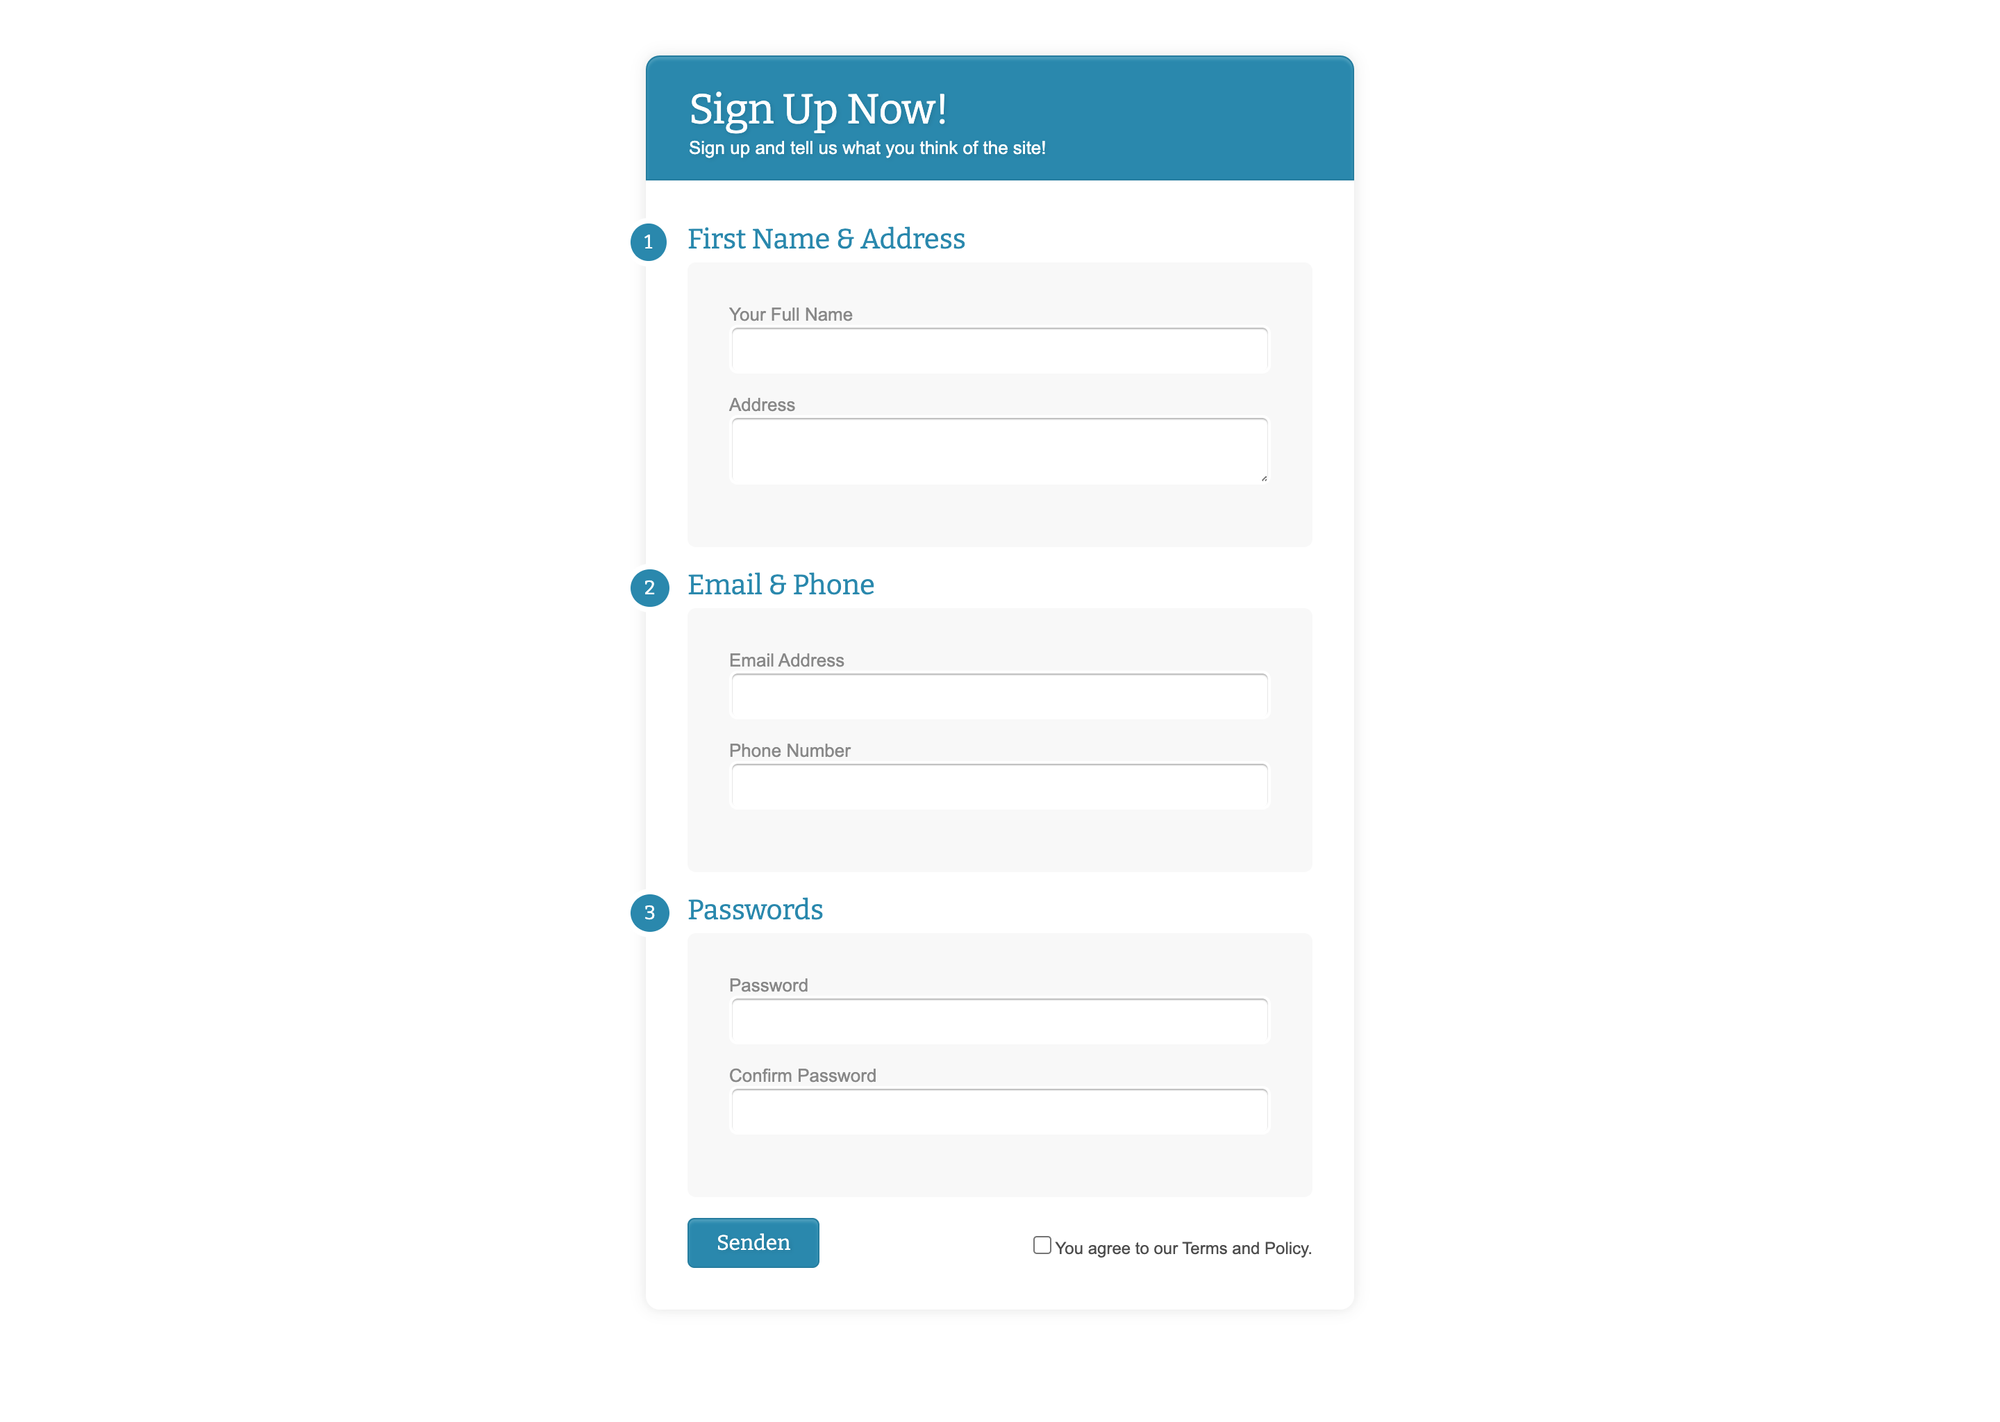 Sign Up Now!
Sign up and tell us what you think of the site!
1 First Name & Address
Your Full Name
Address
2 Email & Phone
Email Address
Phone Number
3 Passwords
Password
Confirm Password
Senden
You agree to our Terms and Policy.